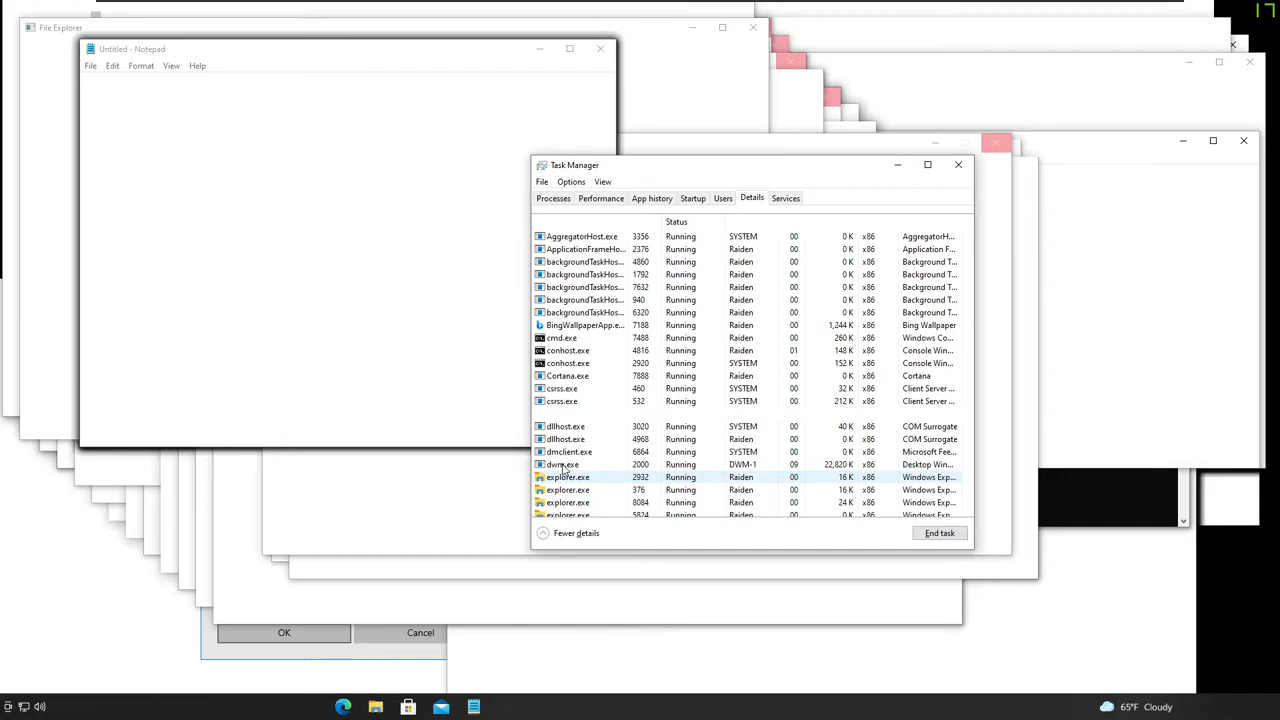 17
File Explorer
Untitled - Notepad
File Edit Format View Help
Task Manager
File Options View
Processes Performance App history Startup Users Details Services
Status
AggregatorHost.exe 3356 Running SYSTEM 00 0 K x86 AggregatorH...
ApplicationFrameHo... 2376 Running Raiden 00 0 K x86 Application F...
backgroundTaskHos... 4860 Running Raiden 00 0 K x86 Background T...
backgroundTaskHos... 1792 Running Raiden 00 0 K x86 Background T...
backgroundTaskHos... 7632 Running Raiden 00 0 K x86 Background T...
backgroundTaskHos... 940 Running Raiden 00 0 K x86 Background T...
backgroundTaskHos... 6320 Running Raiden 00 0 K x86 Background T...
BingWallpaperApp.e... 7188 Running Raiden 00 1,244 K x86 Bing Wallpaper
cmd.exe 7488 Running Raiden 00 260 K x86 Windows Co...
conhost.exe 4816 Running Raiden 01 148 K x86 Console Win...
conhost.exe 2920 Running SYSTEM 00 152 K x86 Console Win...
Cortana.exe 7888 Running Raiden 00 0 K x86 Cortana
csrss.exe 460 Running SYSTEM 00 32 K x86 Client Server ...
csrss.exe 532 Running SYSTEM 00 212 K x86 Client Server ...
dllhost.exe 3020 Running SYSTEM 00 40 K x86 COM Surrogate
dllhost.exe 4968 Running Raiden 00 0 K x86 COM Surrogate
dmclient.exe 6864 Running SYSTEM 00 0 K x86 Microsoft Fee...
dwm.exe 2000 Running DWM-1 09 22,820 K x86 Desktop Win...
explorer.exe 2932 Running Raiden 00 16 K x86 Windows Exp...
explorer.exe 376 Running Raiden 00 16 K x86 Windows Exp...
explorer.exe 8084 Running Raiden 00 24 K x86 Windows Exp...
explorer.exe 5824 Running Raiden 00 0 K x86 Windows Exp...
Fewer details End task
OK Cancel
65°F Cloudy